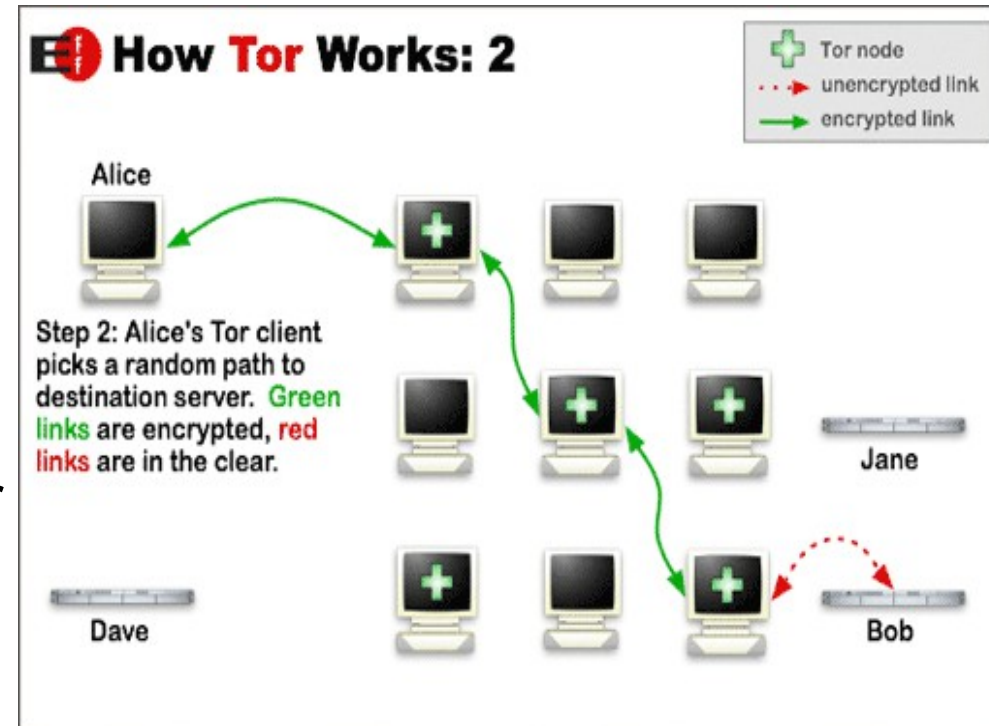 EFF How Tor Works: 2
Tor node
unencrypted link
encrypted link
Alice
Step 2: Alice's Tor client
picks a random path to
destination server. Green
links are encrypted, red
links are in the clear.
Jane
Dave
Bob